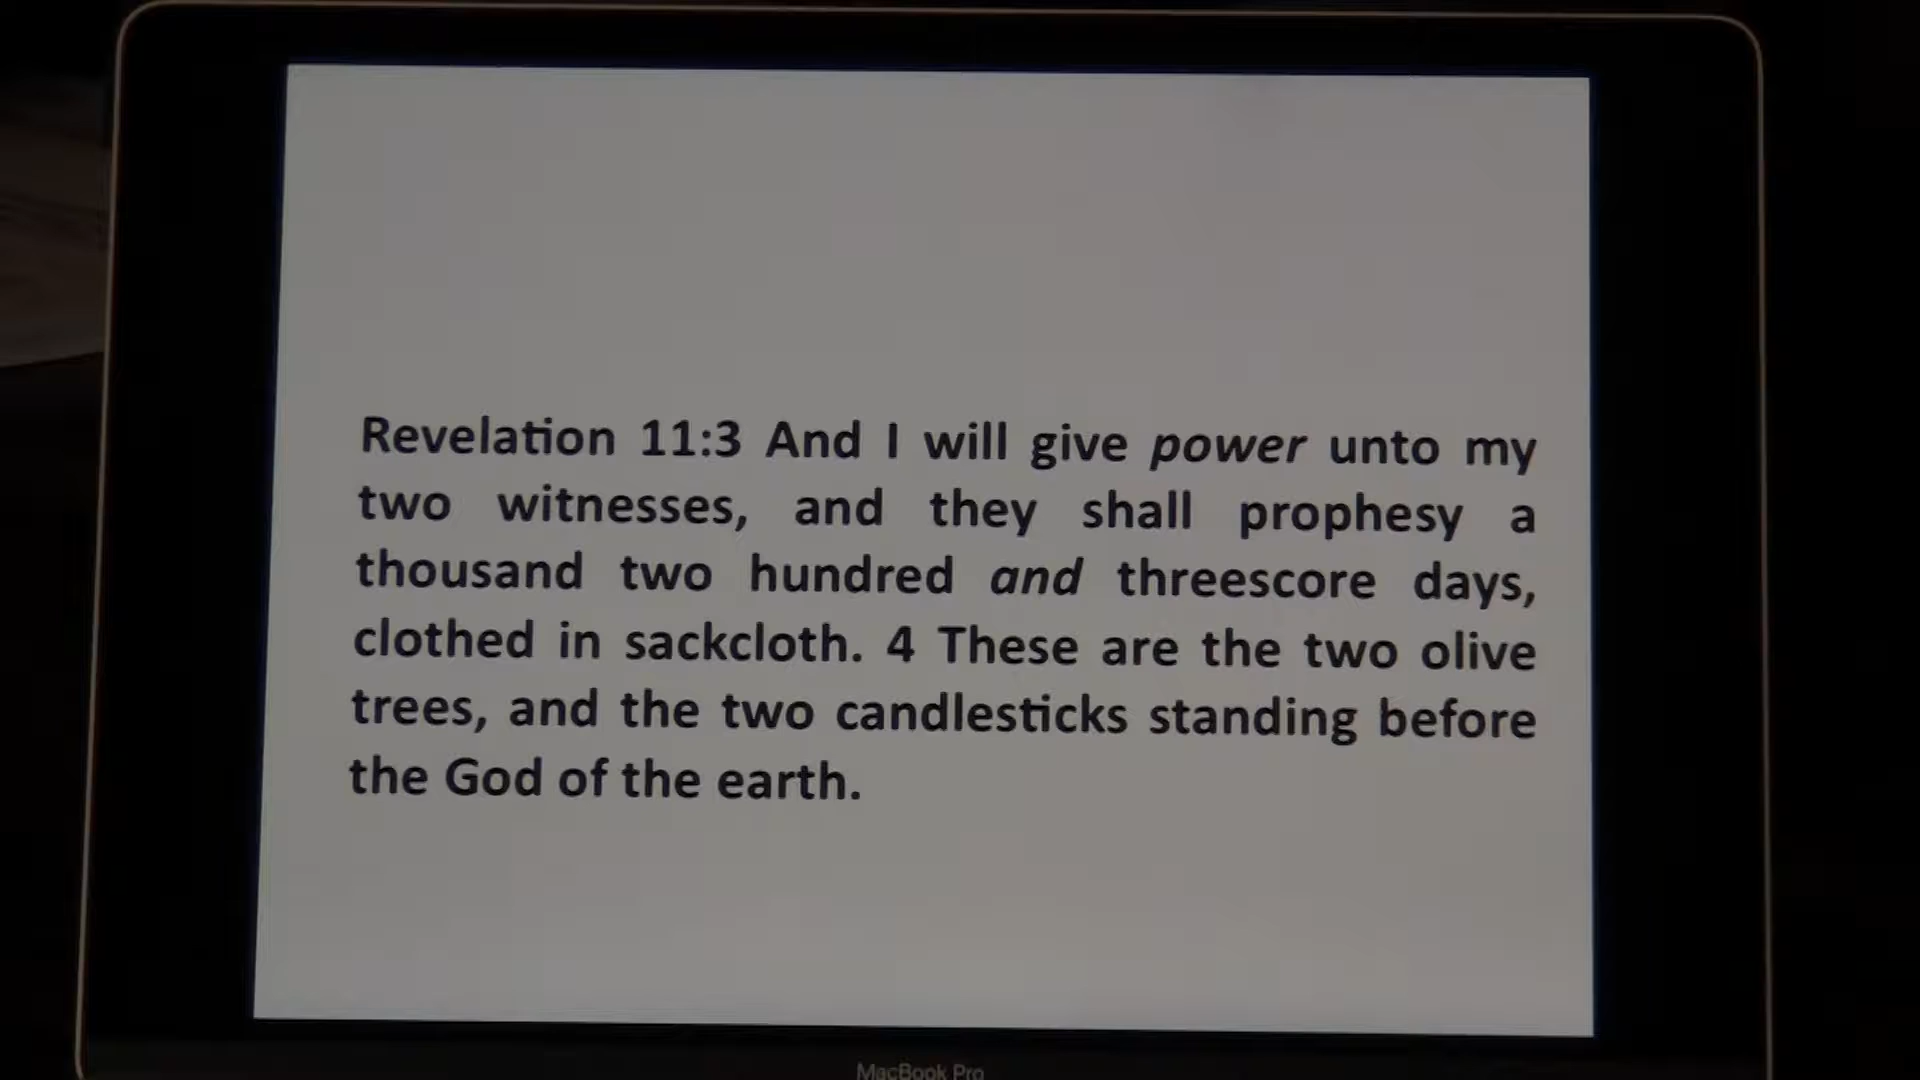 Revelation 11:3 And I will give power unto my
two witnesses, and they shall prophesy a
thousand two hundred and threescore days,
clothed in sackcloth. 4 These are the two olive
trees, and the two candlesticks standing before
the God of the earth.
MacBook Pro